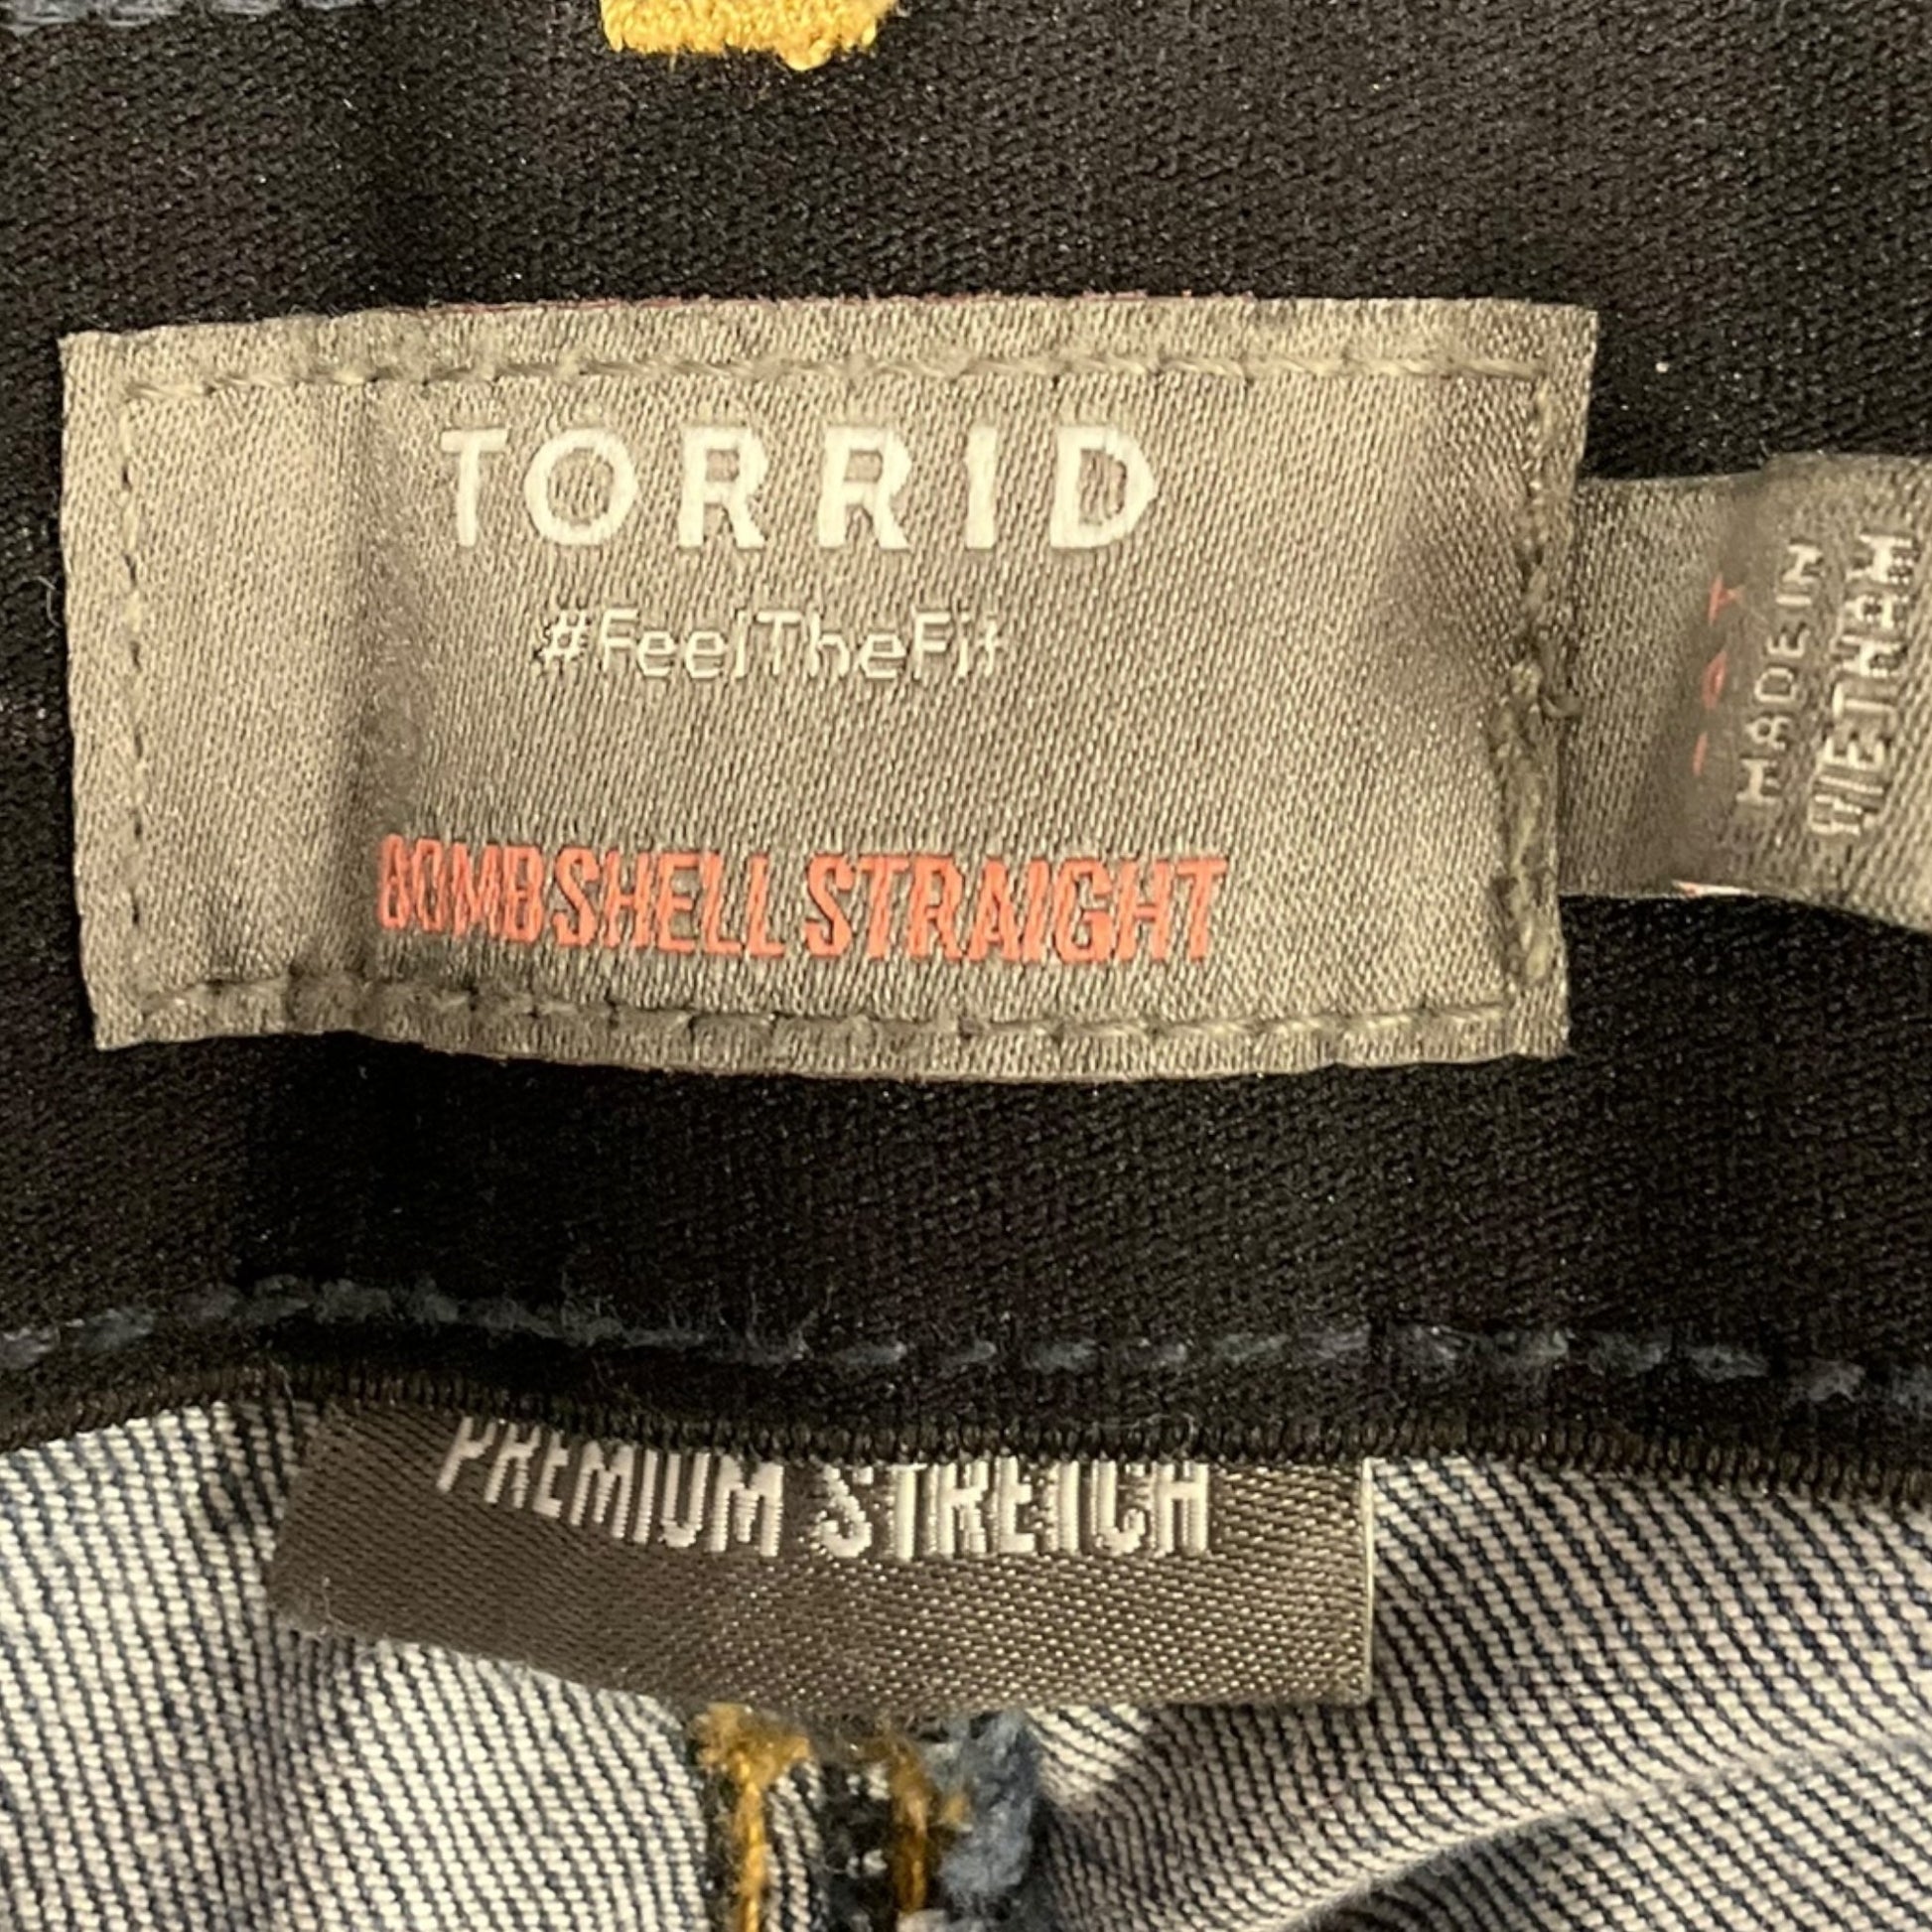 TORRID
#FeelTheFit
BOMBSHELL STRAIGHT
MADE IN
VIETNAM
PREMIUM STRETCH